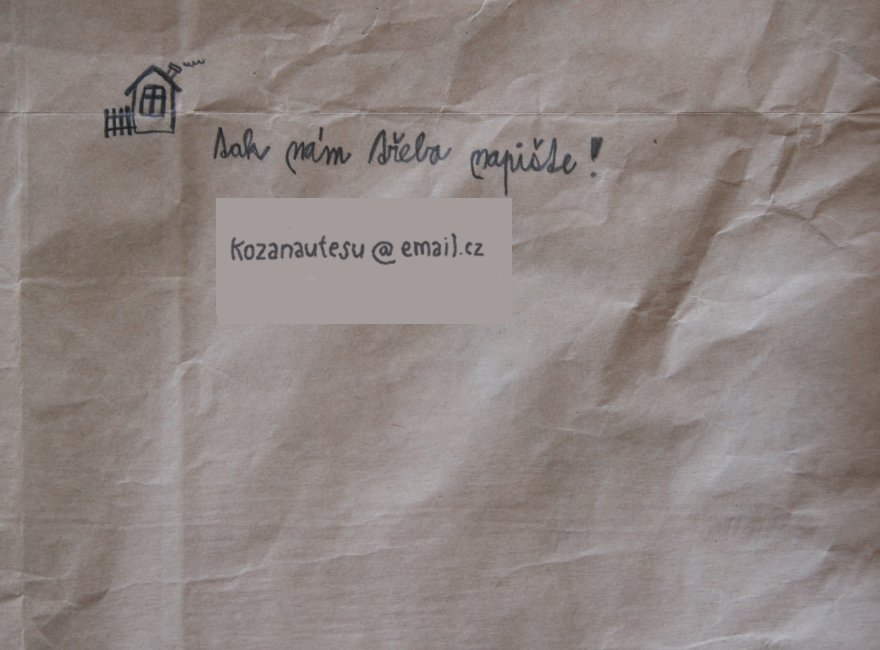 tak nám třeba napište!
kozanautesu@email.cz